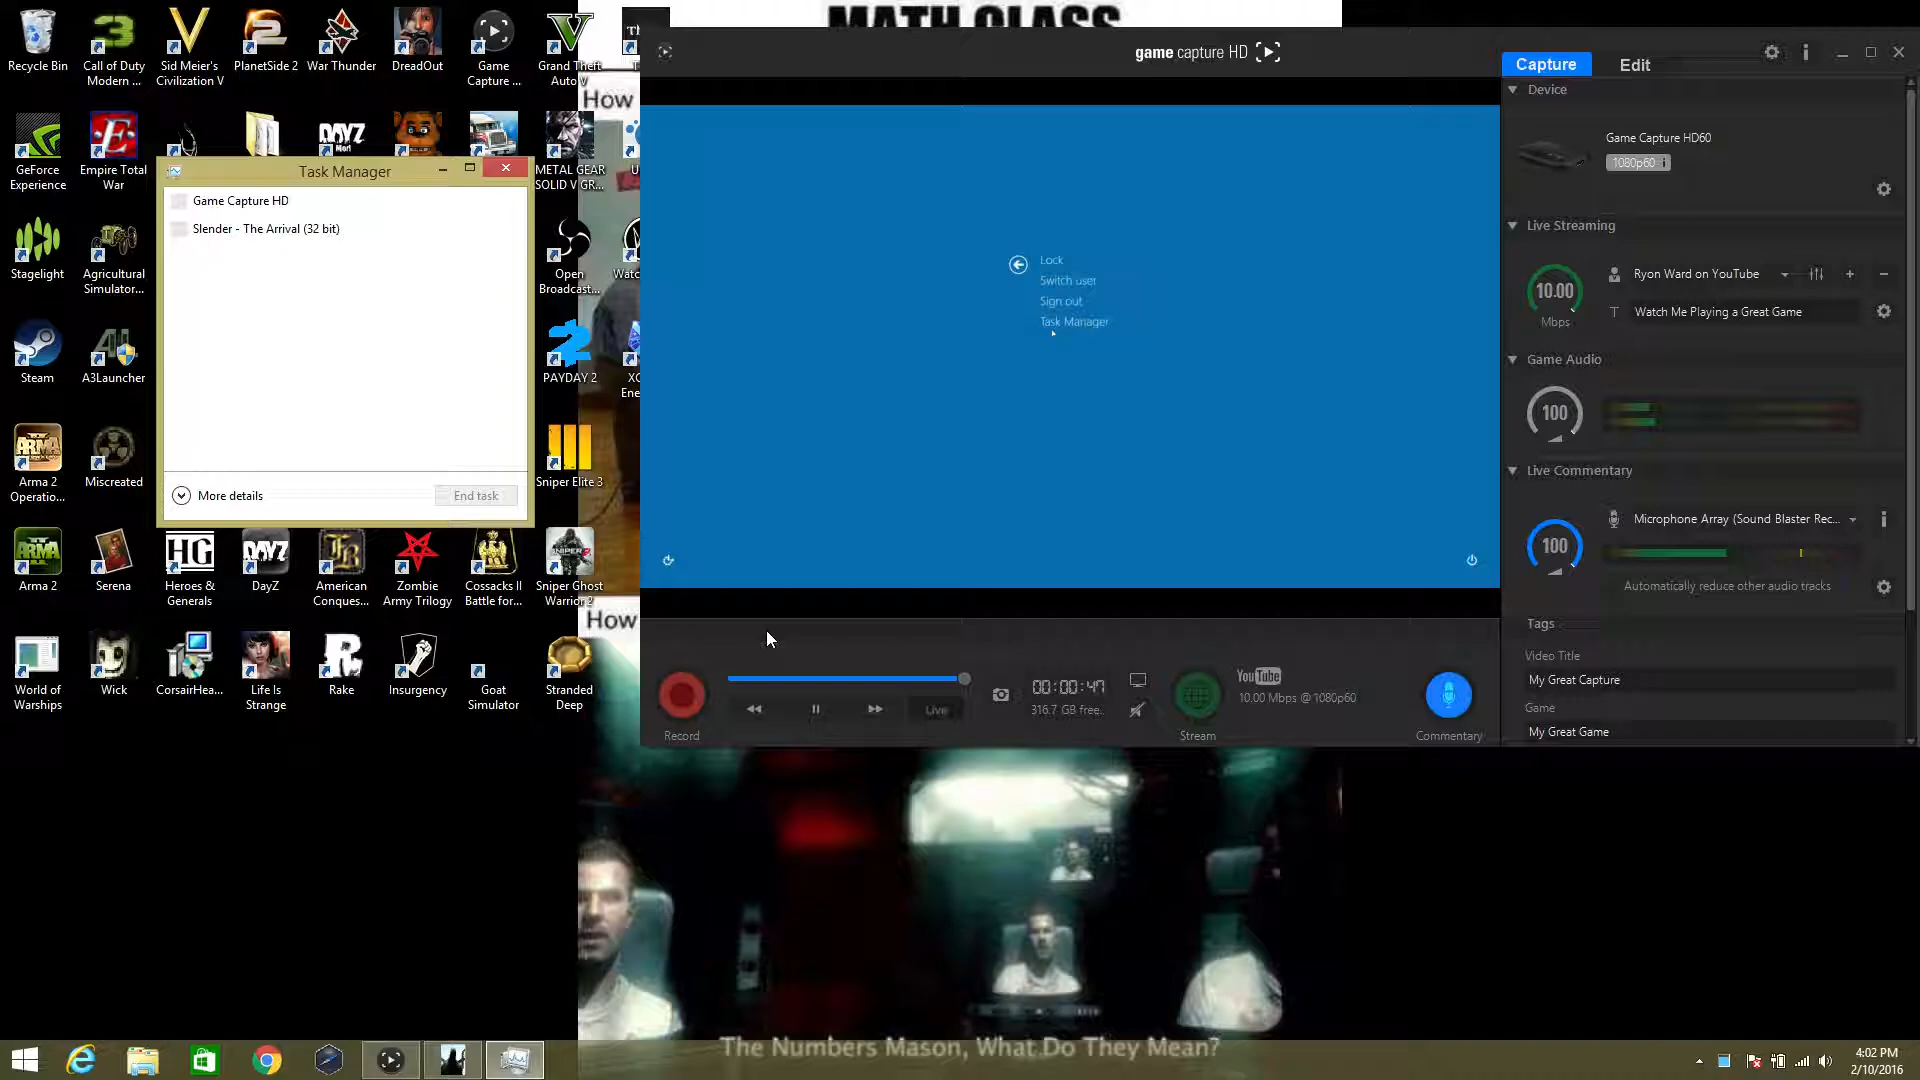 MATH CLASS
Recycle Bin
Call of Duty
Modern ...
Sid Meier's
Civilization V
PlanetSide 2
War Thunder
DreadOut
Game
Capture ...
Grand Theft
Auto V
How
GeForce
Experience
Empire Total
War
DAYZ
METAL GEAR
SOLID V GR...
Task Manager
Game Capture HD
Slender - The Arrival (32 bit)
More details
End task
Stagelight
Agricultural
Simulator...
Open
Broadcast...
Steam
A3Launcher
PAYDAY 2
Arma 2
Operatio...
Miscreated
Sniper Elite 3
Arma 2
Serena
Heroes &
Generals
DayZ
American
Conques...
Zombie
Army Trilogy
Cossacks II
Battle for...
Sniper Ghost
Warrior 2
How
World of
Warships
Wick
CorsairHea...
Life Is
Strange
Rake
Insurgency
Goat
Simulator
Stranded
Deep
game capture HD
Lock
Switch user
Sign out
Task Manager
Record
Live
00:00:47
316.7 GB free..
Stream
YouTube
10.00 Mbps @ 1080p60
Commentary
Capture
Edit
Device
Game Capture HD60
1080p60
Live Streaming
10.00
Mbps
Ryon Ward on YouTube
Watch Me Playing a Great Game
Game Audio
100
Live Commentary
100
Microphone Array (Sound Blaster Rec...
Automatically reduce other audio tracks
Tags
Video Title
My Great Capture
Game
My Great Game
The Numbers Mason, What Do They Mean?
4:02 PM
2/10/2016